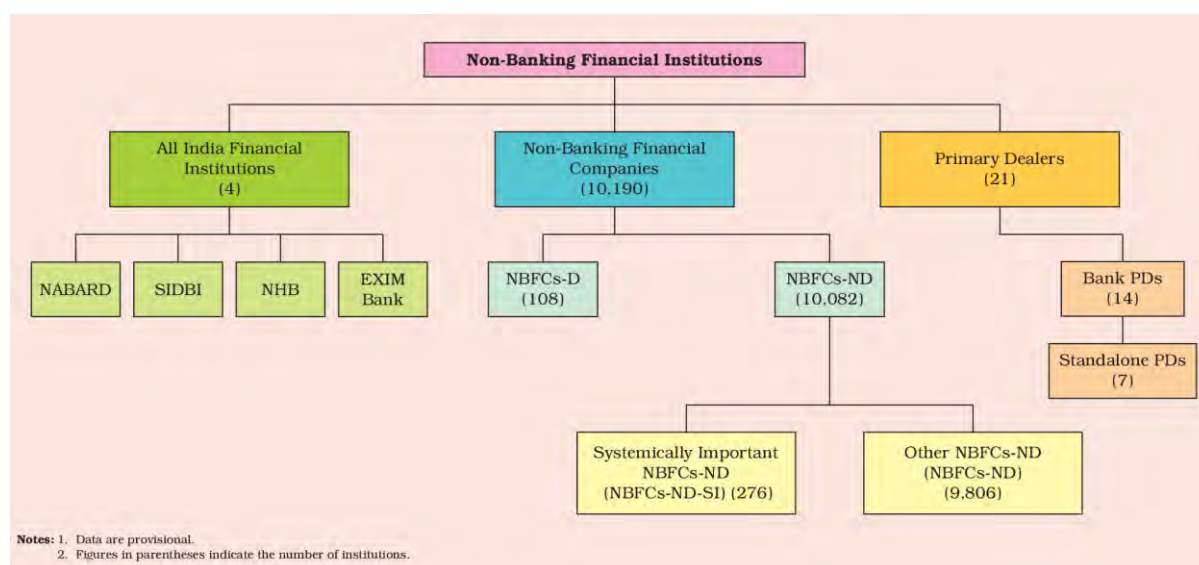 Non-Banking Financial Institutions
All India Financial
Institutions
(4)
Non-Banking Financial
Companies
(10,190)
Primary Dealers
(21)
NABARD
SIDBI
NHB
EXIM
Bank
NBFCs-D
(108)
NBFCs-ND
(10,082)
Bank PDs
(14)
Standalone PDs
(7)
Systemically Important
NBFCs-ND
(NBFCs-ND-SI) (276)
Other NBFCs-ND
(NBFCs-ND)
(9,806)
Notes: 1. Data are provisional.
2. Figures in parentheses indicate the number of institutions.